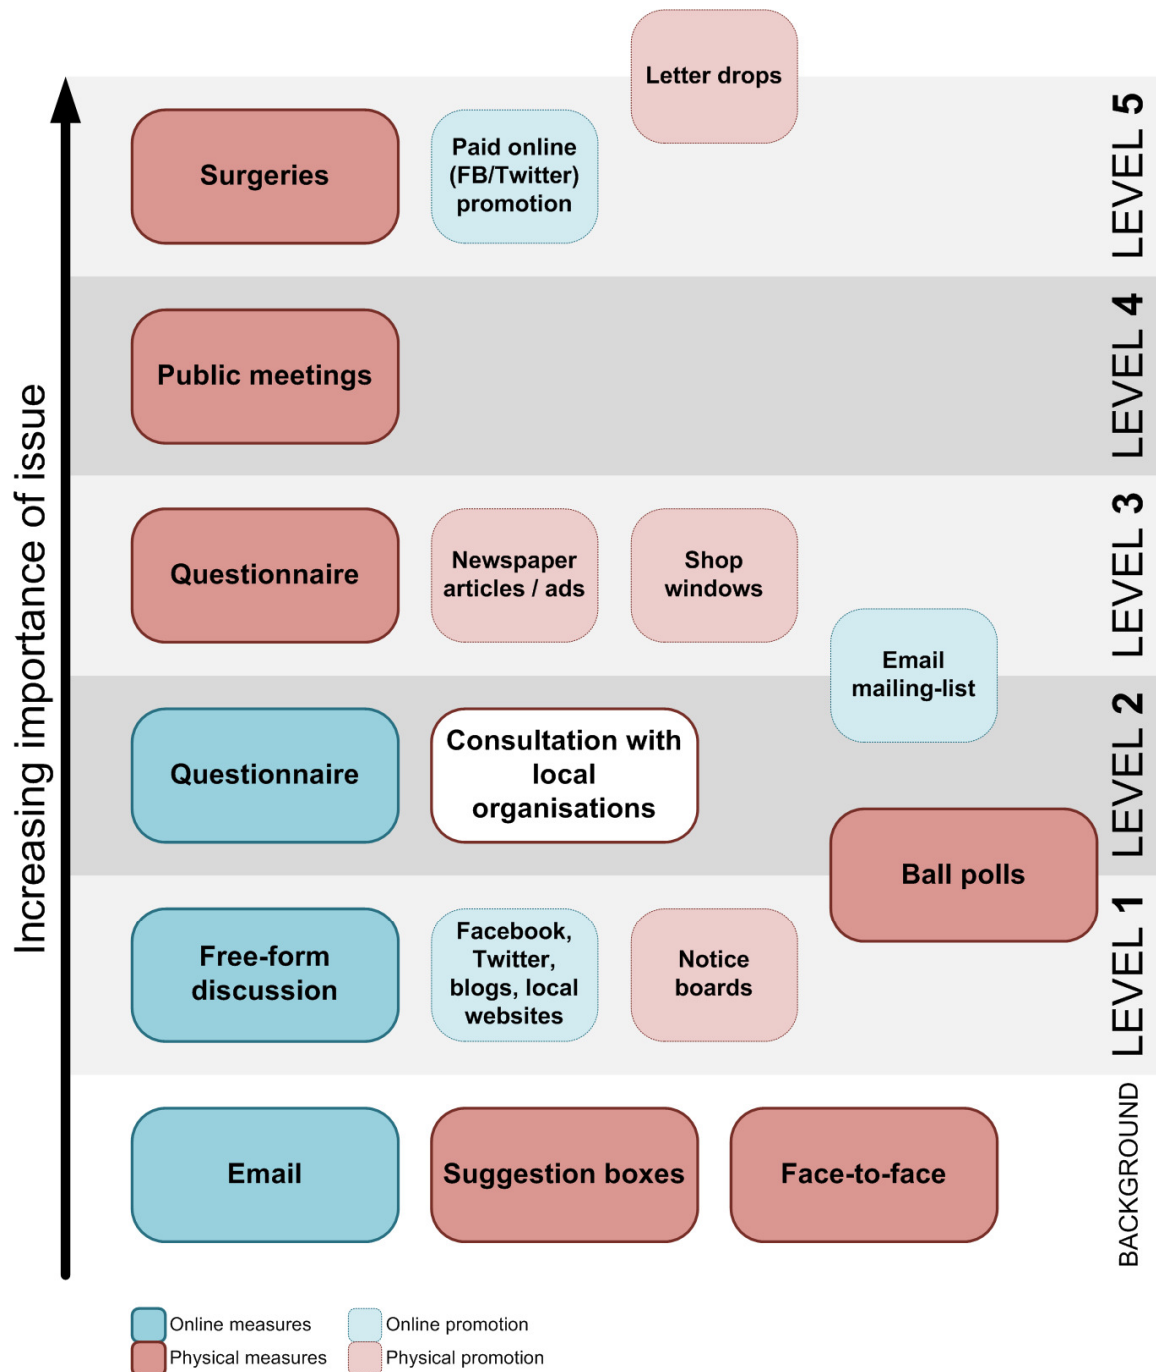 Letter drops
Surgeries
Paid online
(FB/Twitter)
promotion
LEVEL 5
Public meetings
LEVEL 4
Increasing importance of issue
Questionnaire
Newspaper
articles / ads
Shop
windows
LEVEL 3
Email
mailing-list
Questionnaire
Consultation with
local
organisations
LEVEL 2
Ball polls
Free-form
discussion
Facebook,
Twitter,
blogs, local
websites
Notice
boards
LEVEL 1
Email
Suggestion boxes
Face-to-face
BACKGROUND
Online measures
Online promotion
Physical measures
Physical promotion